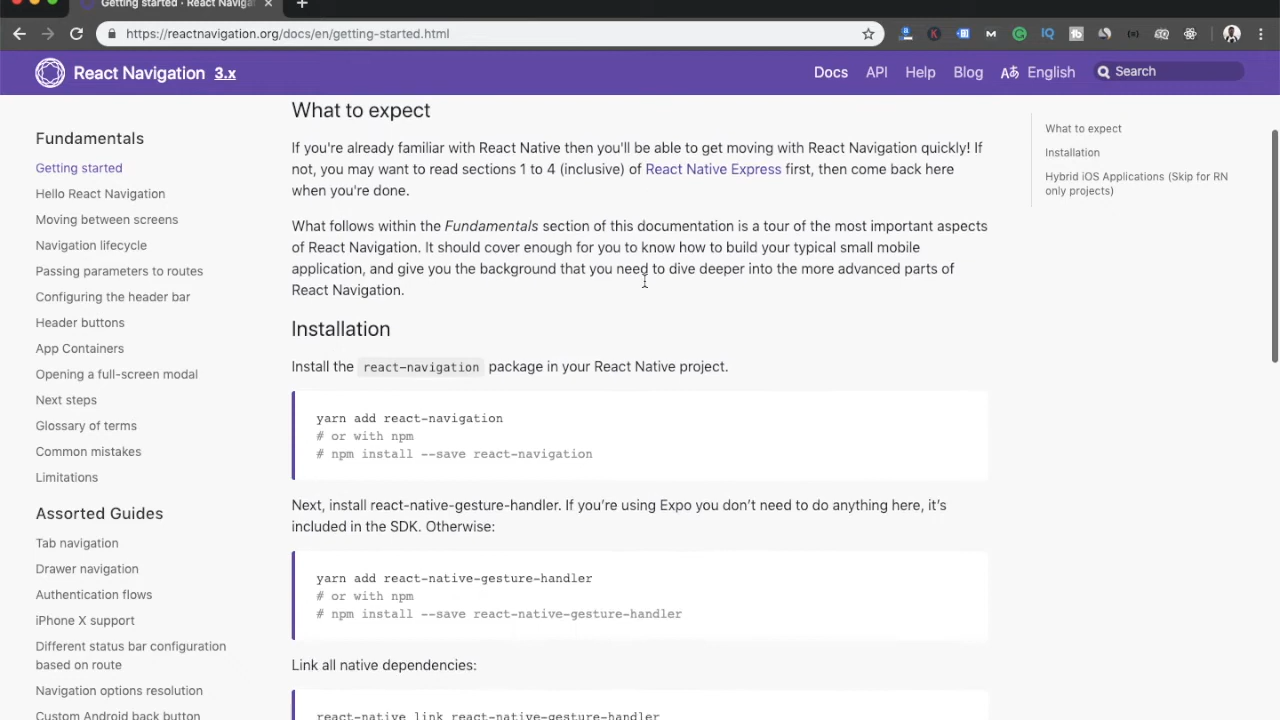 Getting started · React Navigat
https://reactnavigation.org/docs/en/getting-started.html
React Navigation 3.x
Docs API Help Blog English Search
Fundamentals
Getting started
Hello React Navigation
Moving between screens
Navigation lifecycle
Passing parameters to routes
Configuring the header bar
Header buttons
App Containers
Opening a full-screen modal
Next steps
Glossary of terms
Common mistakes
Limitations
Assorted Guides
Tab navigation
Drawer navigation
Authentication flows
iPhone X support
Different status bar configuration
based on route
Navigation options resolution
Custom Android back button
What to expect
If you're already familiar with React Native then you'll be able to get moving with React Navigation quickly! If
not, you may want to read sections 1 to 4 (inclusive) of React Native Express first, then come back here
when you're done.
What follows within the Fundamentals section of this documentation is a tour of the most important aspects
of React Navigation. It should cover enough for you to know how to build your typical small mobile
application, and give you the background that you need to dive deeper into the more advanced parts of
React Navigation.
Installation
Install the react-navigation package in your React Native project.
yarn add react-navigation
# or with npm
# npm install --save react-navigation
Next, install react-native-gesture-handler. If you’re using Expo you don’t need to do anything here, it’s
included in the SDK. Otherwise:
yarn add react-native-gesture-handler
# or with npm
# npm install --save react-native-gesture-handler
Link all native dependencies:
react-native link react-native-gesture-handler
What to expect
Installation
Hybrid iOS Applications (Skip for RN
only projects)